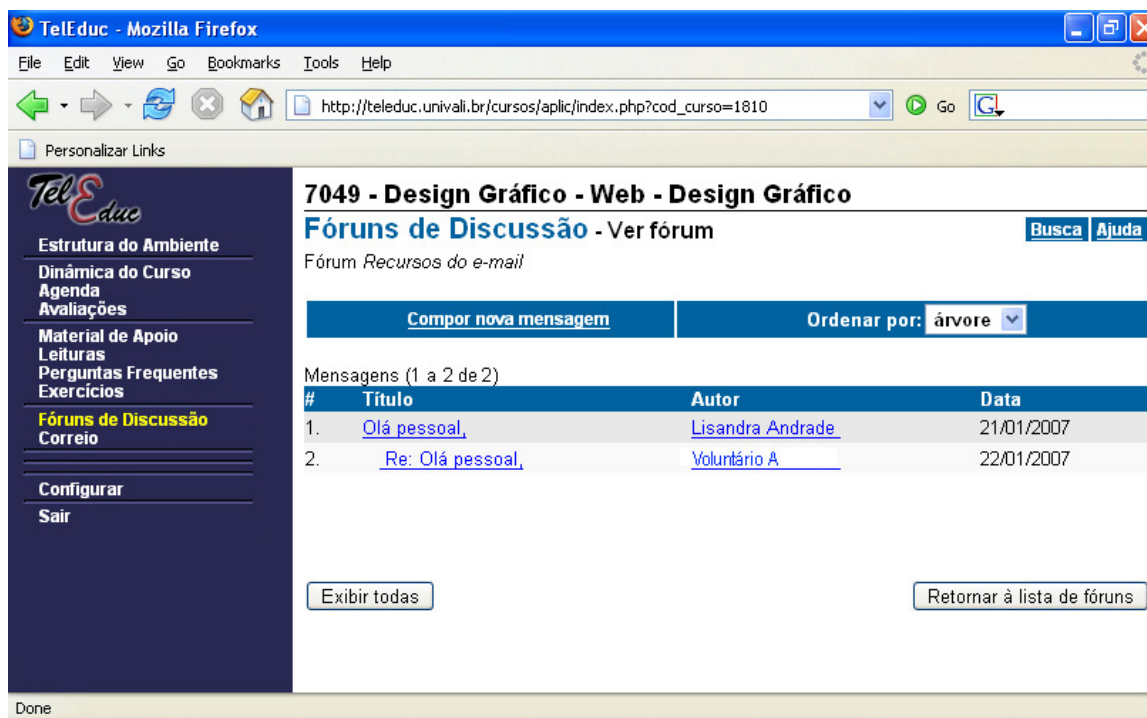 TelEduc - Mozilla Firefox
File Edit View Go Bookmarks Tools Help
http://teleduc.univali.br/cursos/aplic/index.php?cod_curso=1810 Go G
Personalizar Links
TelEduc
Estrutura do Ambiente
Dinâmica do Curso
Agenda
Avaliações
Material de Apoio
Leituras
Perguntas Frequentes
Exercícios
Fóruns de Discussão
Correio
Configurar
Sair
7049 - Design Gráfico - Web - Design Gráfico
Fóruns de Discussão - Ver fórum Busca Ajuda
Fórum Recursos do e-mail
Compor nova mensagem Ordenar por: árvore
Mensagens (1 a 2 de 2)
# Título Autor Data
1. Olá pessoal, Lisandra Andrade 21/01/2007
2. Re: Olá pessoal, Voluntário A 22/01/2007
Exibir todas Retornar à lista de fóruns
Done